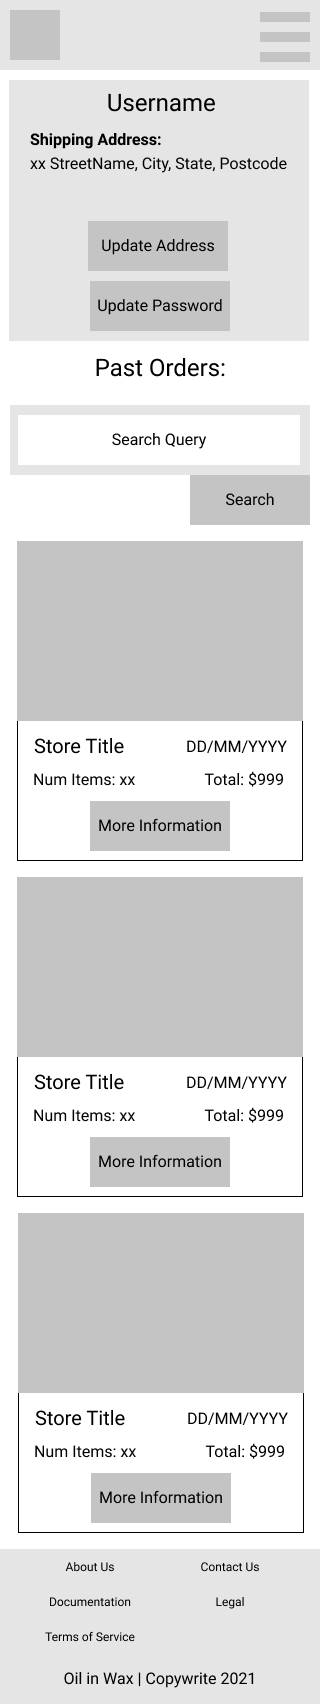 Username
Shipping Address:
xx StreetName, City, State, Postcode
Update Address
Update Password
Past Orders:
Search Query
Search
Store Title DD/MM/YYYY
Num Items: xx Total: $999
More Information
Store Title DD/MM/YYYY
Num Items: xx Total: $999
More Information
Store Title DD/MM/YYYY
Num Items: xx Total: $999
More Information
About Us Contact Us
Documentation Legal
Terms of Service
Oil in Wax | Copywrite 2021